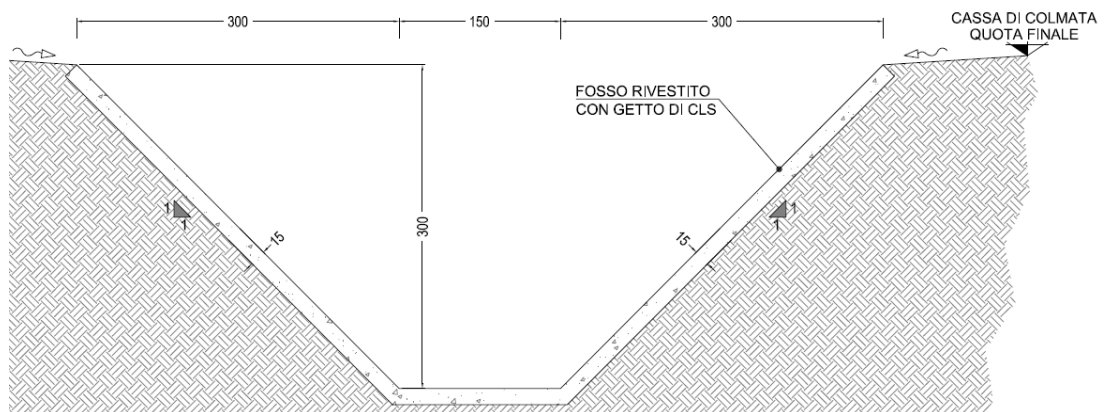 300
150
300
CASSA DI COLMATA
QUOTA FINALE
FOSSO RIVESTITO
CON GETTO DI CLS
300
1
1
1
1
15
15